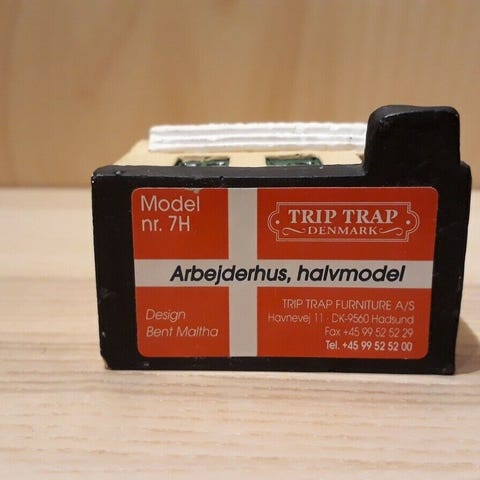 Model
nr. 7H
TRIP TRAP
DENMARK
Arbejderhus, halvmodel
Design
Bent Maltha
TRIP TRAP FURNITURE A/S
Havnevej 11 · DK-9560 Hadsund
Fax +45 99 52 52 29
Tel. +45 99 52 52 00